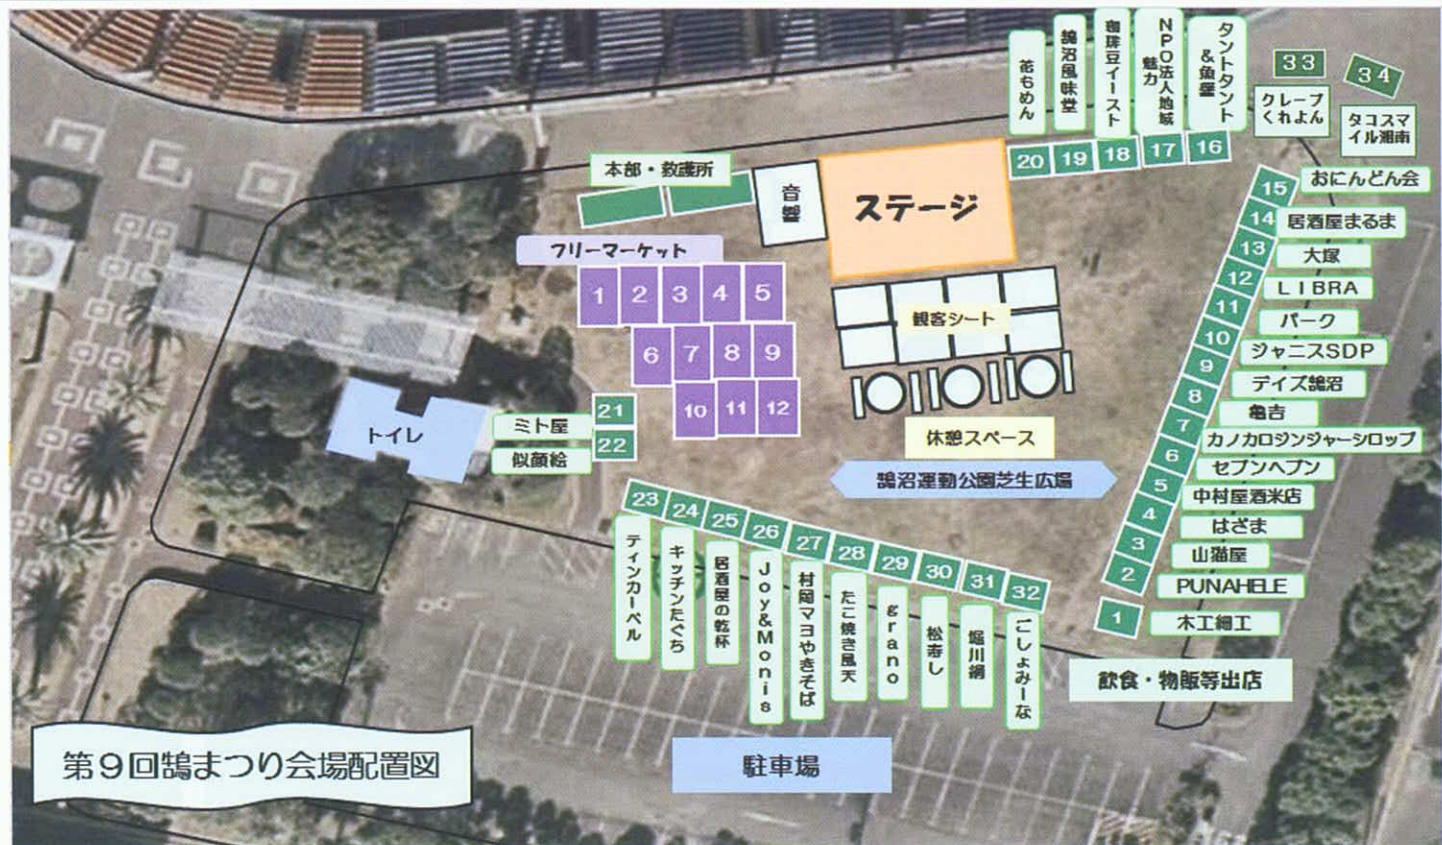 花もめん
鵠沼風味堂
珈琲豆イースト
NPO法人地域
魅力
タントタント
&魚屋
33
34
クレープ
くれよん
タコスマ
イル湘南
20
19
18
17
16
本部・救護所
音響
ステージ
15
おにんどん会
14
居酒屋まるま
13
大塚
12
LIBRA
11
パーク
10
ジャニスSDP
9
デイズ鵠沼
8
亀吉
7
カノカロジンジャーシロップ
6
セブンヘブン
5
中村屋酒米店
4
はざま
3
山猫屋
2
PUNAHELE
1
木工細工
フリーマーケット
1
2
3
4
5
6
7
8
9
10
11
12
観客シート
休憩スペース
鵠沼運動公園芝生広場
トイレ
ミト屋
21
似顔絵
22
23
24
25
26
27
28
29
30
31
32
ティンカーベル
キッチンたぐち
居酒屋の乾杯
Joy&Monis
村岡マヨやきそば
たこ焼き風天
grano
松寿し
堀川網
ごしょみーな
飲食・物販等出店
駐車場
第9回鵠まつり会場配置図